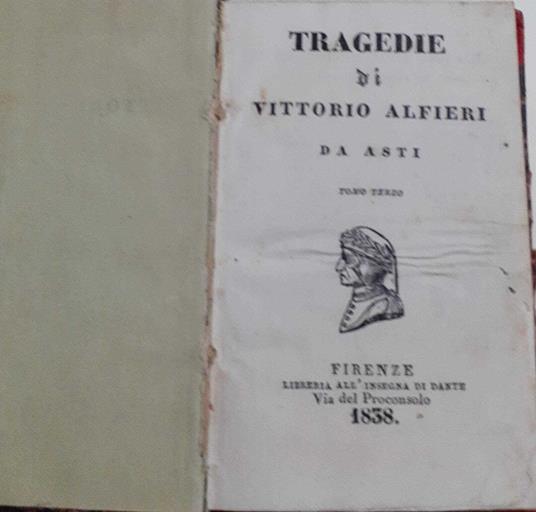 TRAGEDIE
di
VITTORIO ALFIERI
DA ASTI
TOMO TERZO
FIRENZE
LIBRERIA ALL' INSEGNA DI DANTE
Via del Proconsolo
1838.